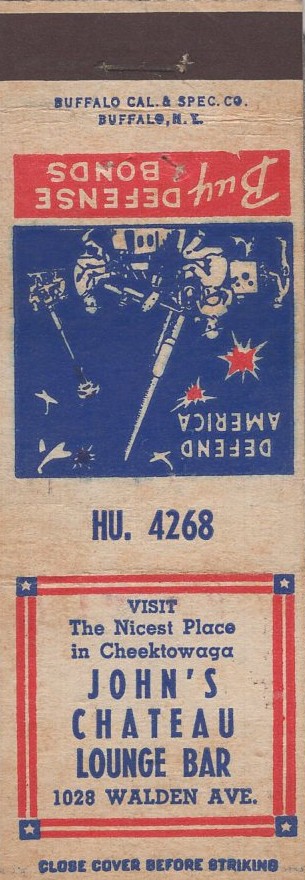 BUFFALO CAL. & SPEC. CO.
BUFFALO, N.Y.
Buy DEFENSE
BONDS
DEFEND
AMERICA
HU. 4268
VISIT
The Nicest Place
in Cheektowaga
JOHN'S
CHATEAU
LOUNGE BAR
1028 WALDEN AVE.
CLOSE COVER BEFORE STRIKING